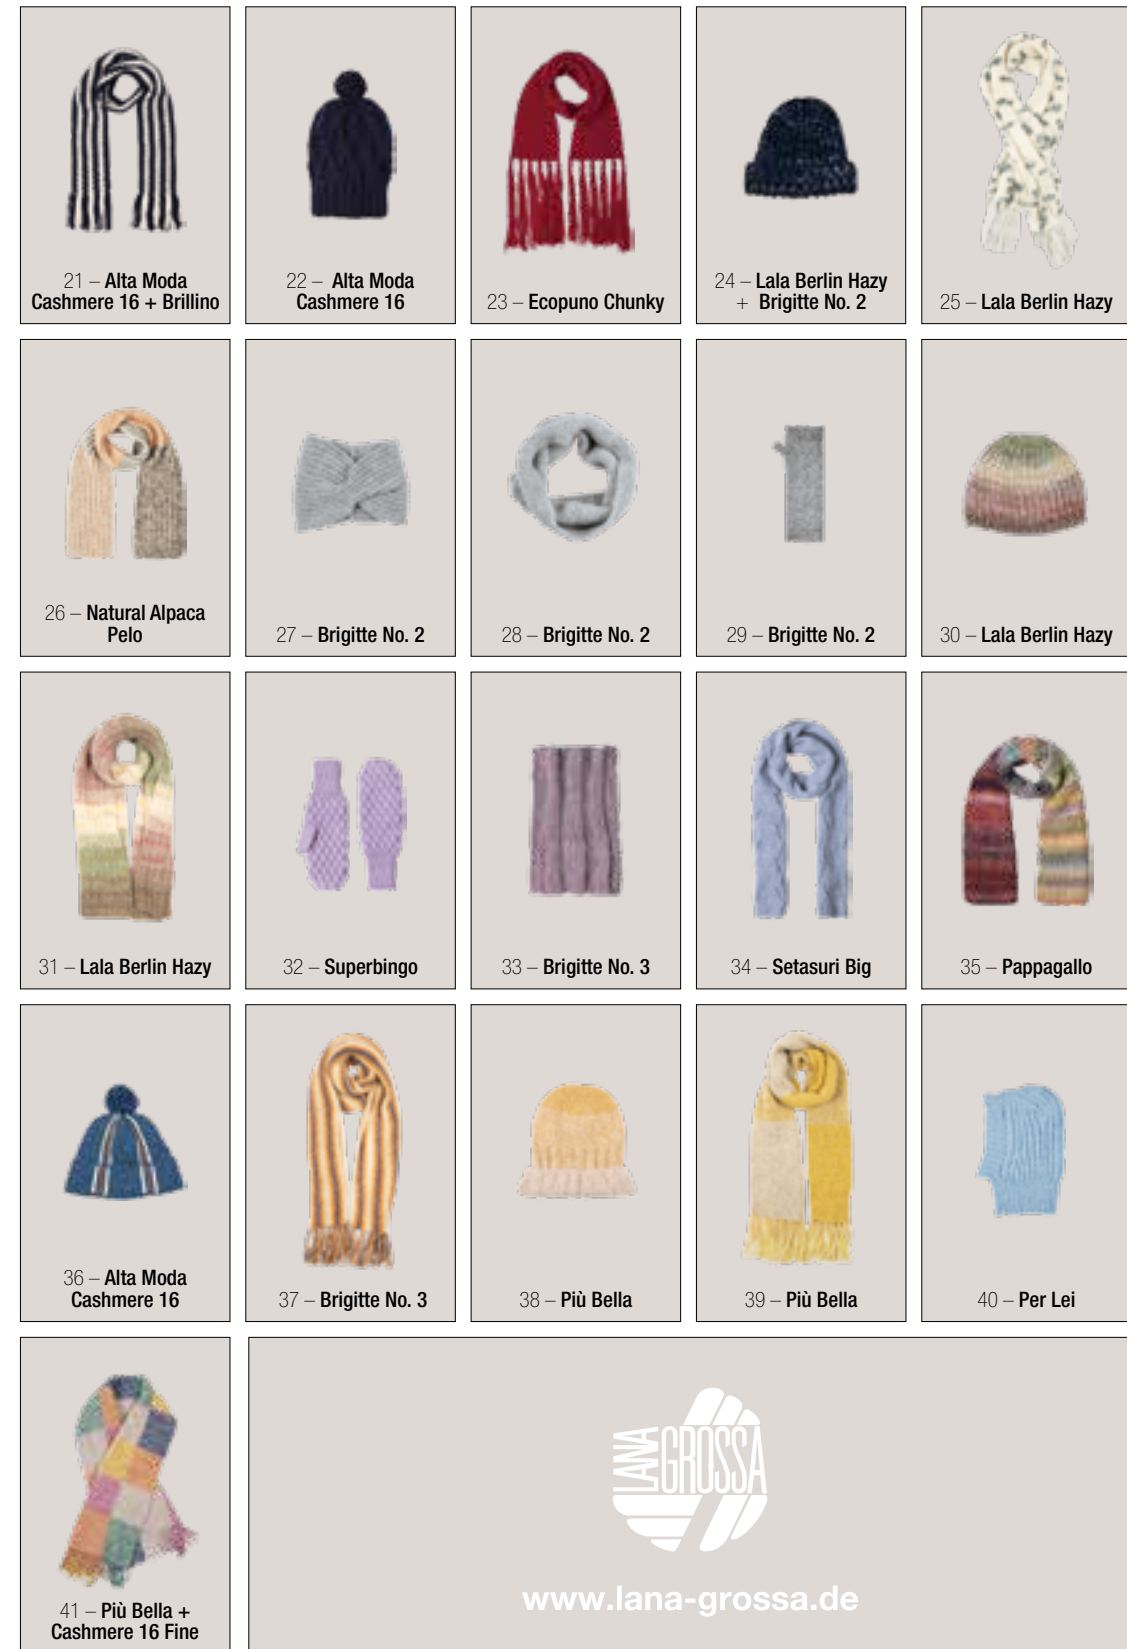 21 – Alta Moda
Cashmere 16 + Brillino
22 – Alta Moda
Cashmere 16
23 – Ecopuno Chunky
24 – Lala Berlin Hazy
+ Brigitte No. 2
25 – Lala Berlin Hazy
26 – Natural Alpaca
Pelo
27 – Brigitte No. 2
28 – Brigitte No. 2
29 – Brigitte No. 2
30 – Lala Berlin Hazy
31 – Lala Berlin Hazy
32 – Superbingo
33 – Brigitte No. 3
34 – Setasuri Big
35 – Pappagallo
36 – Alta Moda
Cashmere 16
37 – Brigitte No. 3
38 – Più Bella
39 – Più Bella
40 – Per Lei
41 – Più Bella +
Cashmere 16 Fine
LANA
GROSSA
www.lana-grossa.de